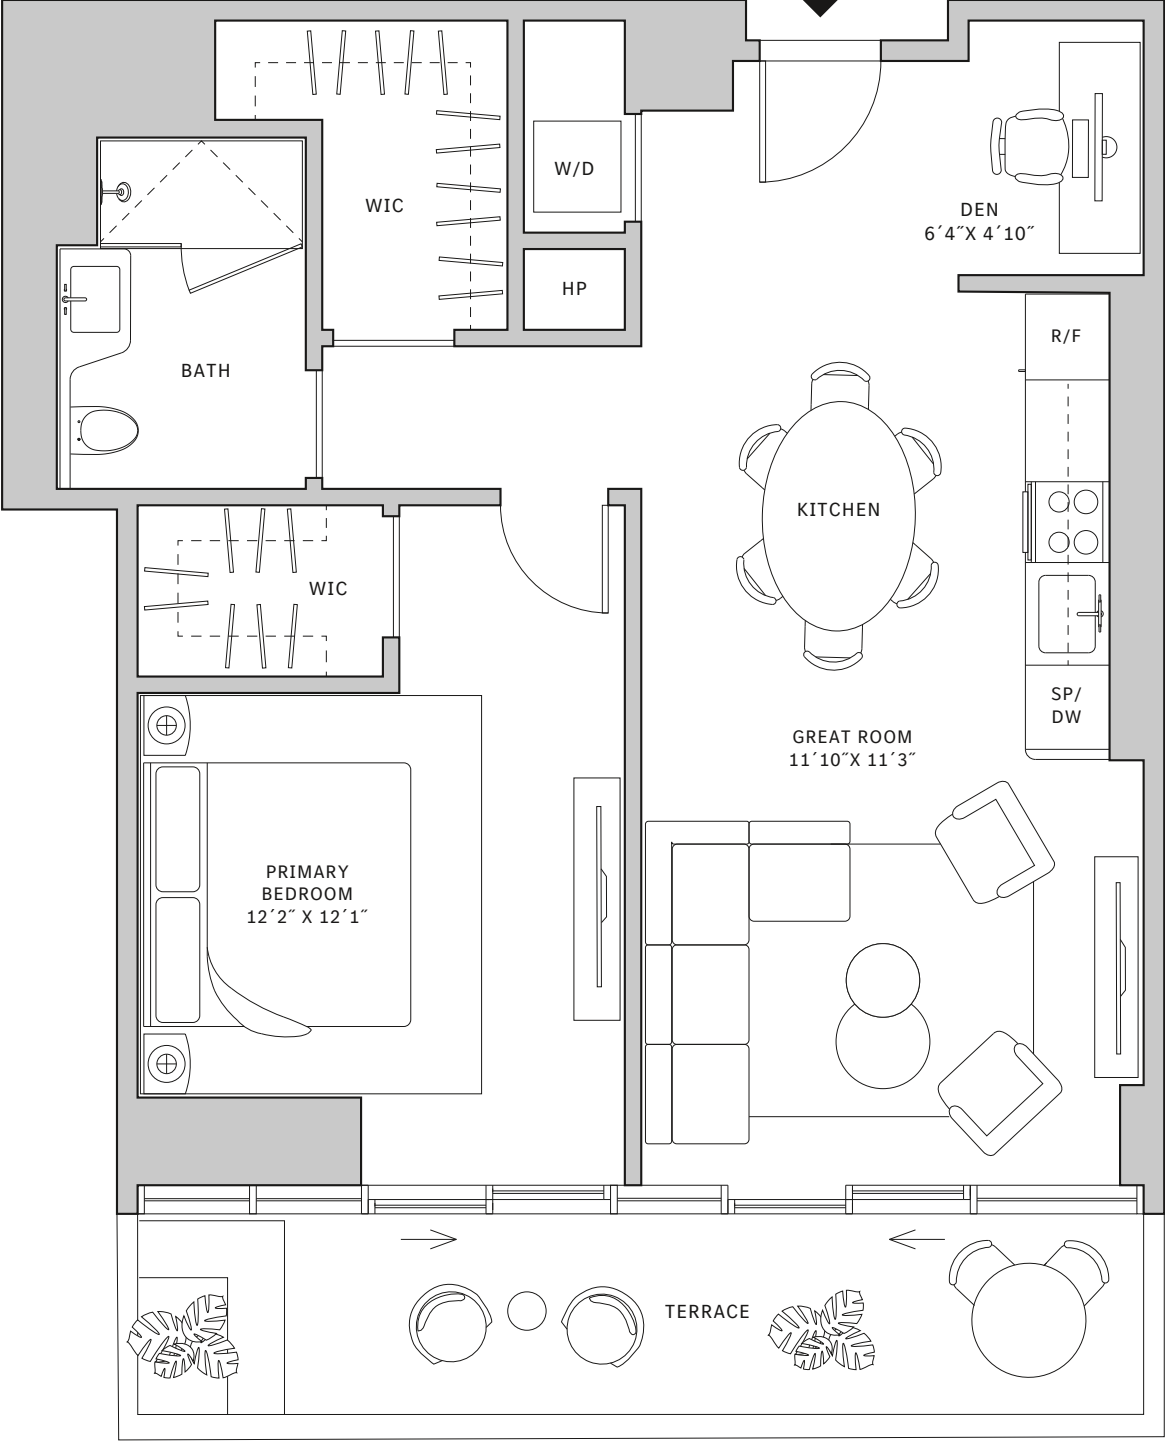 W/D
WIC
DEN
6´4˝X 4´10˝
HP
R/F
BATH
KITCHEN
WIC
SP/
DW
GREAT ROOM
11´10˝X 11´3˝
PRIMARY
BEDROOM
12´2˝ X 12´1˝
TERRACE